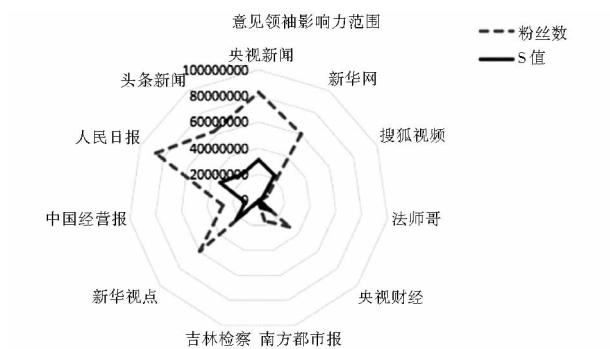 意见领袖影响力范围
粉丝数
S 值
央视新闻
100000000
80000000
60000000
40000000
20000000
0
新华网
搜狐视频
法师哥
央视财经
南方都市报
吉林检察
新华视点
中国经营报
人民日报
头条新闻